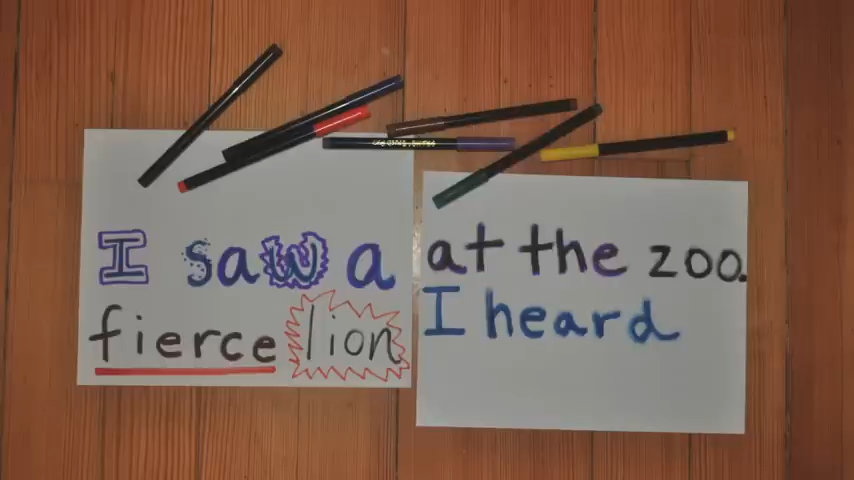 I saw a
fierce lion
at the zoo.
I heard